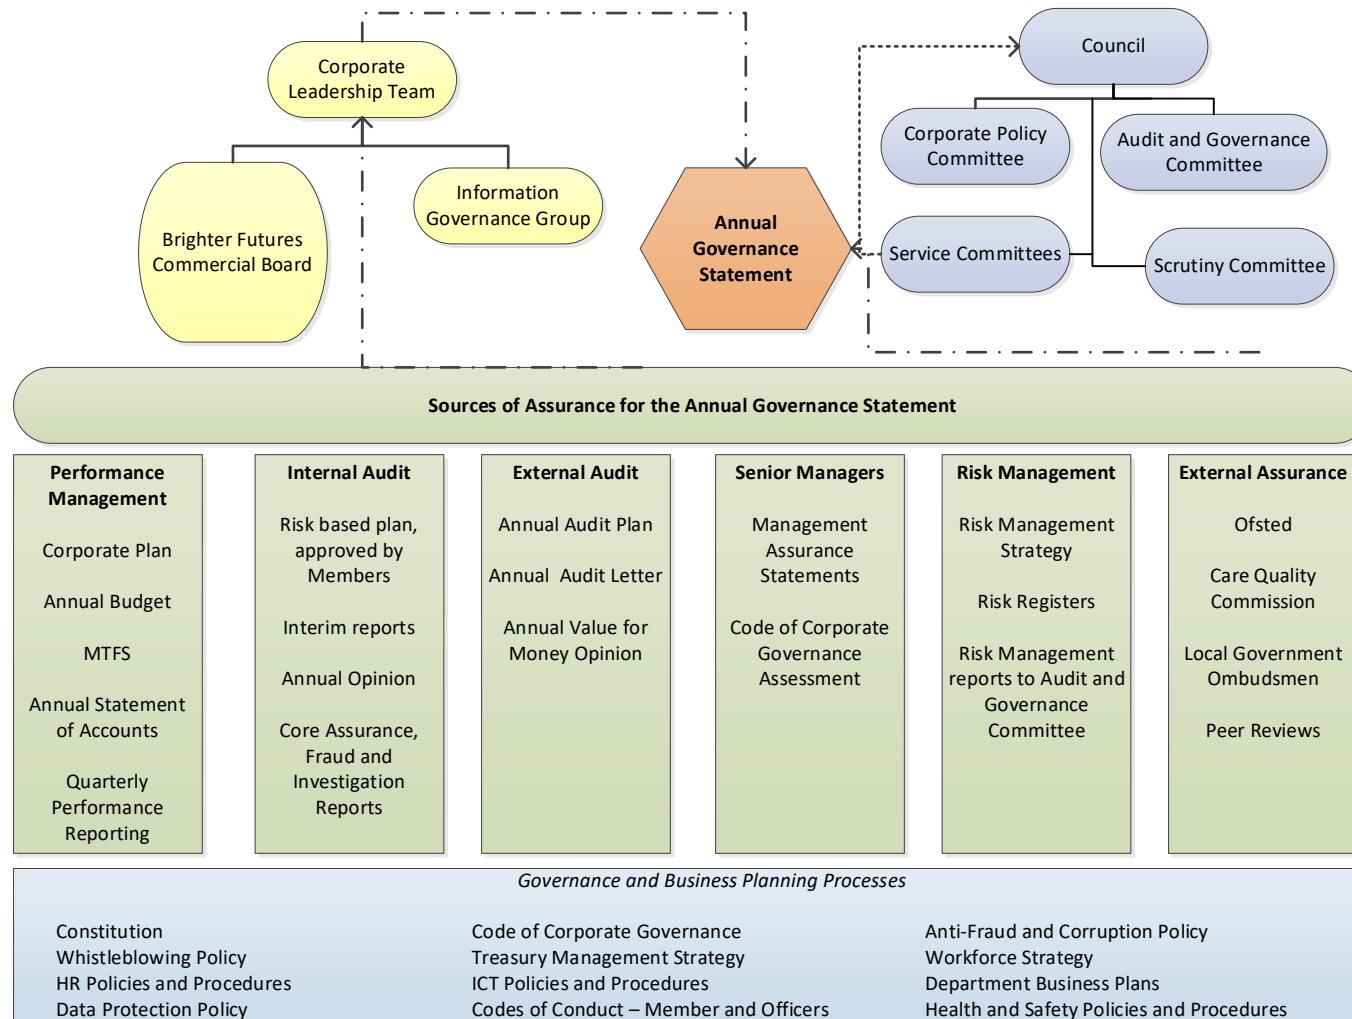 Corporate
Leadership Team
Council
Corporate Policy
Committee
Audit and Governance
Committee
Information
Governance Group
Brighter Futures
Commercial Board
Annual
Governance
Statement
Service Committees
Scrutiny Committee
Sources of Assurance for the Annual Governance Statement
Performance
Management
Corporate Plan
Annual Budget
MTFS
Annual Statement
of Accounts
Quarterly
Performance
Reporting
Internal Audit
Risk based plan,
approved by
Members
Interim reports
Annual Opinion
Core Assurance,
Fraud and
Investigation
Reports
External Audit
Annual Audit Plan
Annual  Audit Letter
Annual Value for
Money Opinion
Senior Managers
Management
Assurance
Statements
Code of Corporate
Governance
Assessment
Risk Management
Risk Management
Strategy
Risk Registers
Risk Management
reports to Audit and
Governance
Committee
External Assurance
Ofsted
Care Quality
Commission
Local Government
Ombudsmen
Peer Reviews
Governance and Business Planning Processes
Constitution
Whistleblowing Policy
HR Policies and Procedures
Data Protection Policy
Code of Corporate Governance
Treasury Management Strategy
ICT Policies and Procedures
Codes of Conduct – Member and Officers
Anti-Fraud and Corruption Policy
Workforce Strategy
Department Business Plans
Health and Safety Policies and Procedures